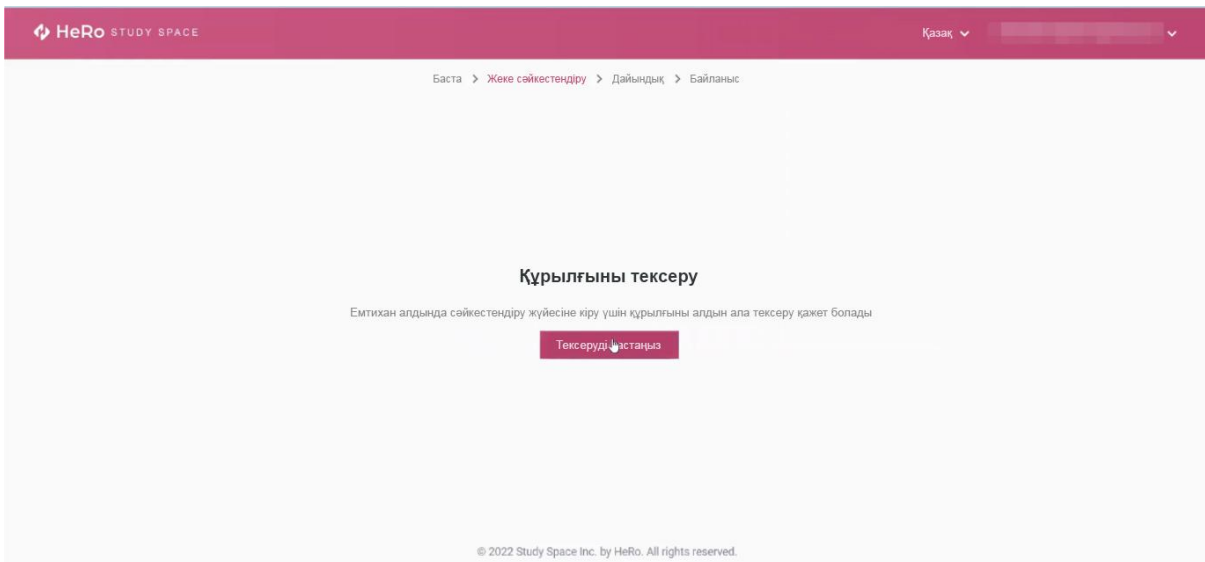 HeRo STUDY SPACE
Қазақ
Баста > Жеке сәйкестендіру > Дайындық > Байланыс
Құрылғыны тексеру
Емтихан алдында сәйкестендіру жүйесіне кіру үшін құрылғыны алдын ала тексеру қажет болады
Тексеруді бастаңыз
© 2022 Study Space Inc. by HeRo. All rights reserved.